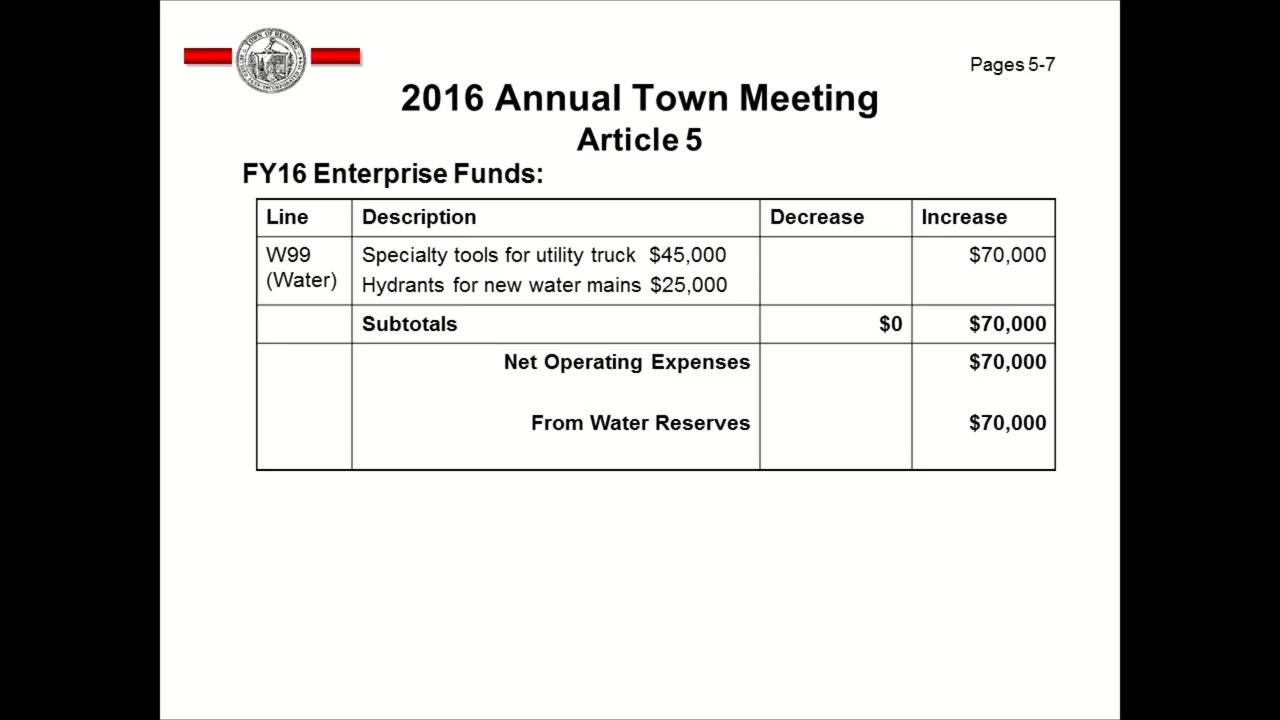 Pages 5-7
2016 Annual Town Meeting
Article 5
FY16 Enterprise Funds:
Line Description Decrease Increase
W99 Specialty tools for utility truck $45,000 $70,000
(Water) Hydrants for new water mains $25,000
Subtotals $0 $70,000
Net Operating Expenses $70,000
From Water Reserves $70,000